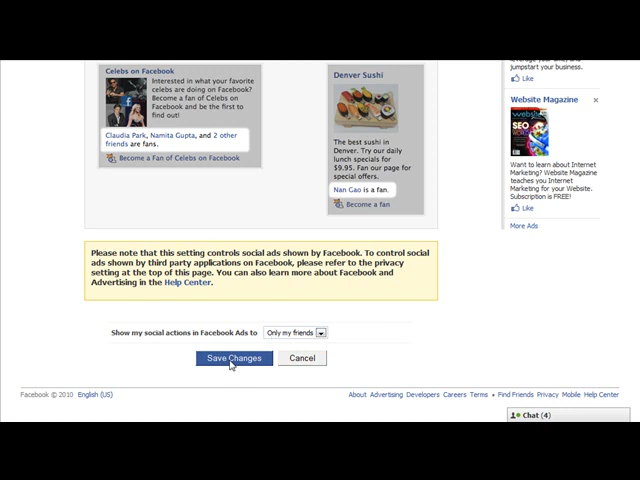 Celebs on Facebook
Interested in what your favorite
celebs are doing on Facebook?
Become a fan of Celebs on
Facebook and be the first to
find out!
Claudia Park, Namita Gupta, and 2 other
friends are fans.
Become a Fan of Celebs on Facebook
Denver Sushi
The best sushi in
Denver. Try our daily
lunch specials for
$9.95. Fan our page for
special offers.
Nan Gao is a fan.
Become a fan
jumpstart your business.
Like
Website Magazine
website
SEO
Want to learn about Internet
Marketing? Website Magazine
teaches you Internet
Marketing for your Website.
Subscription is FREE!
Like
More Ads
Please note that this setting controls social ads shown by Facebook. To control social
ads shown by third party applications on Facebook, please refer to the privacy
setting at the top of this page. You can also learn more about Facebook and
Advertising in the Help Center.
Show my social actions in Facebook Ads to Only my friends
Save Changes Cancel
Facebook © 2010 English (US)
About Advertising Developers Careers Terms • Find Friends Privacy Mobile Help Center
Chat (4)